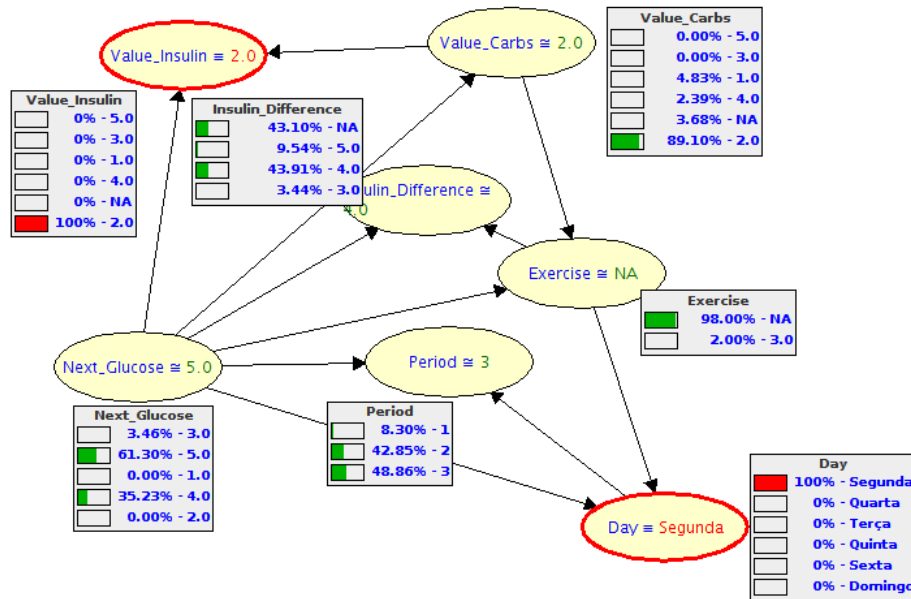 Value_Insulin ≡ 2.0
Value_Carbs ≅ 2.0
Value_Carbs
0.00% - 5.0
0.00% - 3.0
4.83% - 1.0
2.39% - 4.0
3.68% - NA
89.10% - 2.0
Value_Insulin
0% - 5.0
0% - 3.0
0% - 1.0
0% - 4.0
0% - NA
100% - 2.0
Insulin_Difference
43.10% - NA
9.54% - 5.0
43.91% - 4.0
3.44% - 3.0
ulin_Difference ≅
4.0
Exercise ≅ NA
Exercise
98.00% - NA
2.00% - 3.0
Next_Glucose ≅ 5.0
Period ≅ 3
Next_Glucose
3.46% - 3.0
61.30% - 5.0
0.00% - 1.0
35.23% - 4.0
0.00% - 2.0
Period
8.30% - 1
42.85% - 2
48.86% - 3
Day ≡ Segunda
Day
100% - Segunda
0% - Quarta
0% - Terça
0% - Quinta
0% - Sexta
0% - Domingo